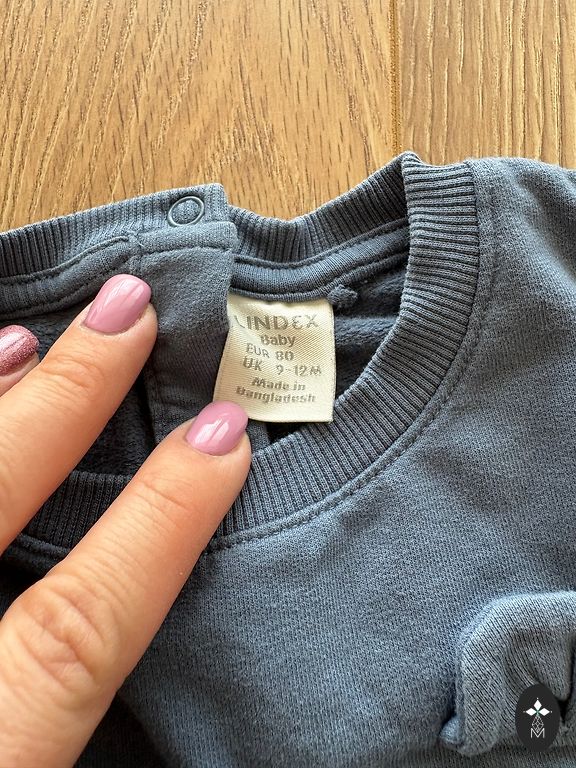 LINDEX
Baby
EUR 80
UK 9-12M
Made in
Bangladesh
M